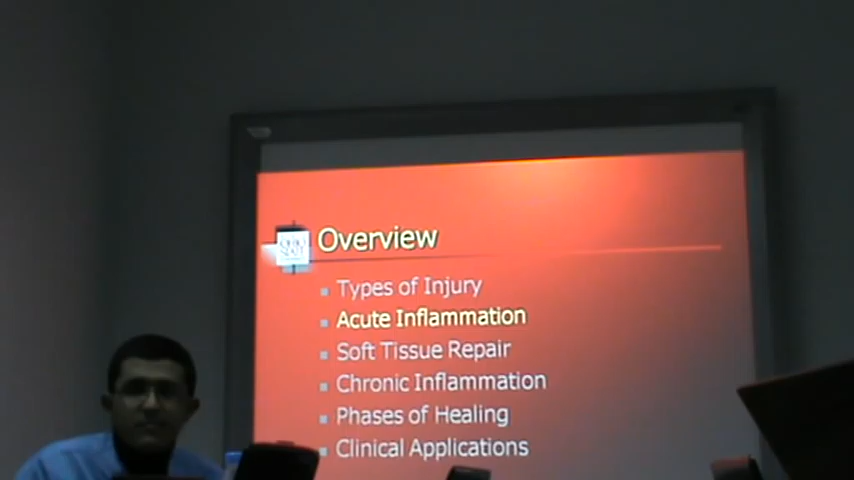 Overview
Types of Injury
Acute Inflammation
Soft Tissue Repair
Chronic Inflammation
Phases of Healing
Clinical Applications